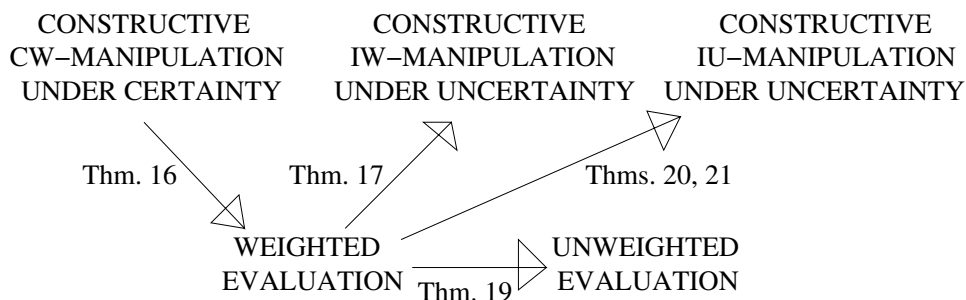 CONSTRUCTIVE
CW−MANIPULATION
UNDER CERTAINTY
CONSTRUCTIVE
IW−MANIPULATION
UNDER UNCERTAINTY
CONSTRUCTIVE
IU−MANIPULATION
UNDER UNCERTAINTY
Thm. 16
Thm. 17
Thms. 20, 21
WEIGHTED
EVALUATION
Thm. 19
UNWEIGHTED
EVALUATION